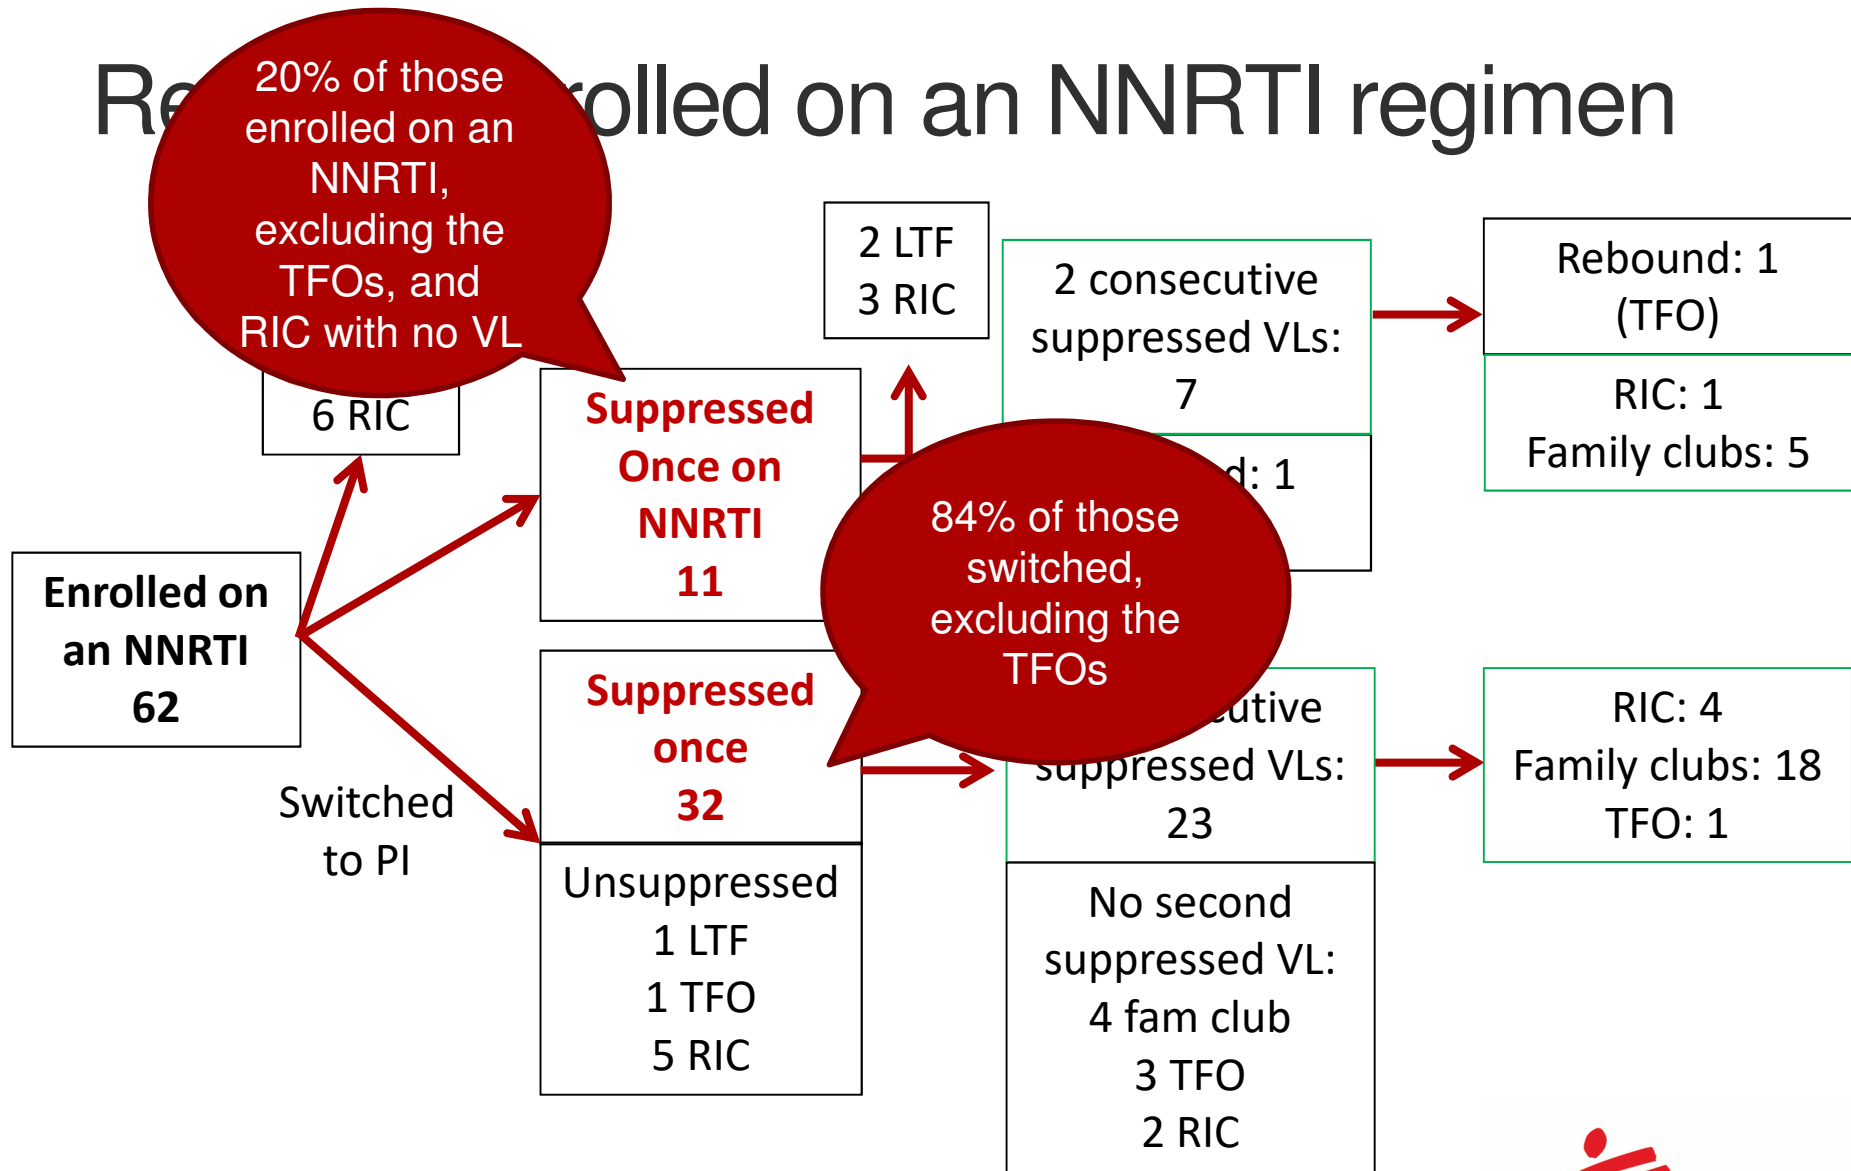 enrolled on an NNRTI regimen
20% of those
enrolled on an
NNRTI,
excluding the
TFOs, and
RIC with no VL
6 RIC
Enrolled on
an NNRTI
62
Switched
to PI
Suppressed
Once on
NNRTI
11
Suppressed
once
32
Unsuppressed
1 LTF
1 TFO
5 RIC
2 LTF
3 RIC
2 consecutive
suppressed VLs:
7
: 1
84% of those
switched,
excluding the
TFOs
suppressed VLs:
23
No second
suppressed VL:
4 fam club
3 TFO
2 RIC
Rebound: 1
(TFO)
RIC: 1
Family clubs: 5
RIC: 4
Family clubs: 18
TFO: 1